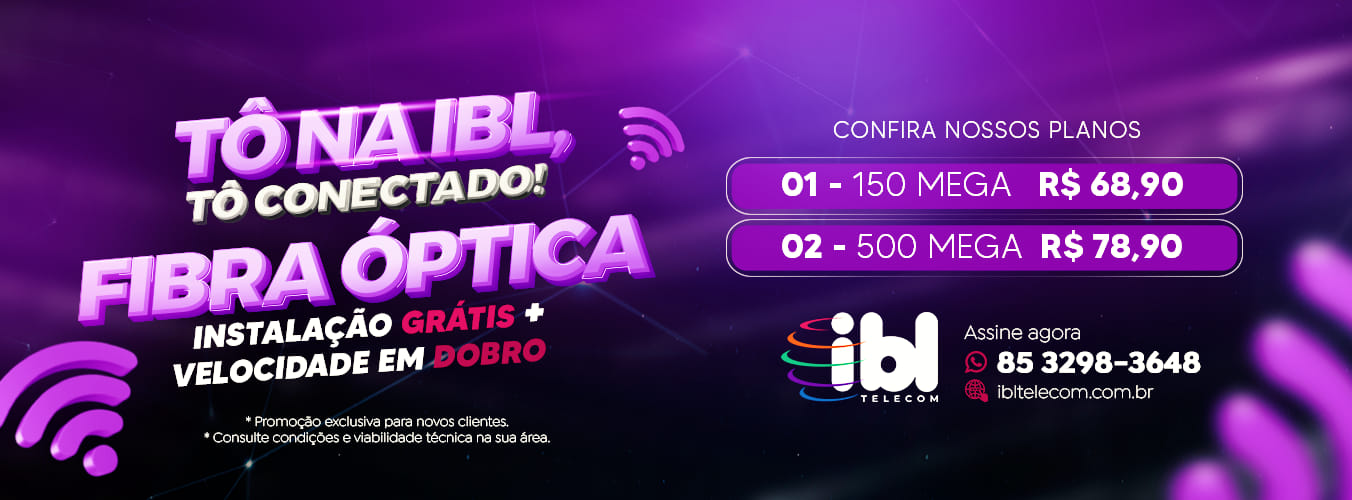 TÔ NA IBL,
TÔ CONECTADO!
FIBRA ÓPTICA
INSTALAÇÃO GRÁTIS +
VELOCIDADE EM DOBRO
* Promoção exclusiva para novos clientes.
* Consulte condições e viabilidade técnica na sua área.
CONFIRA NOSSOS PLANOS
01 - 150 MEGA R$ 68,90
02 - 500 MEGA R$ 78,90
ibl
TELECOM
Assine agora
85 3298-3648
ibltelecom.com.br